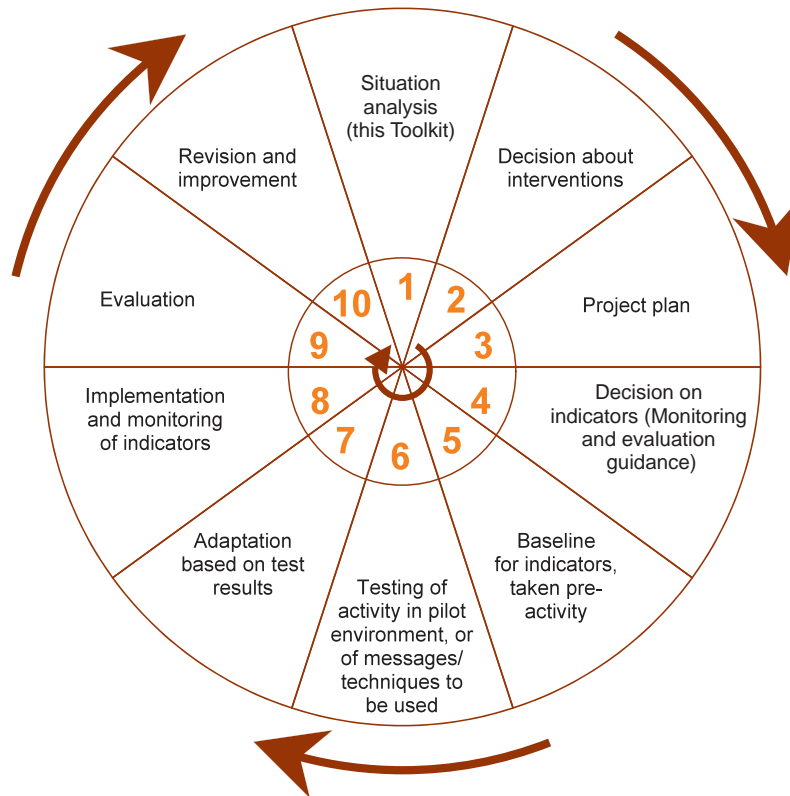 Situation
analysis
(this Toolkit)
Decision about
interventions
Project plan
Decision on
indicators (Monitoring
and evaluation
guidance)
Baseline
for indicators,
taken pre-
activity
Testing of
activity in pilot
environment, or
of messages/
techniques to
be used
Adaptation
based on test
results
Implementation
and monitoring
of indicators
Evaluation
Revision and
improvement
1
2
3
4
5
6
7
8
9
10